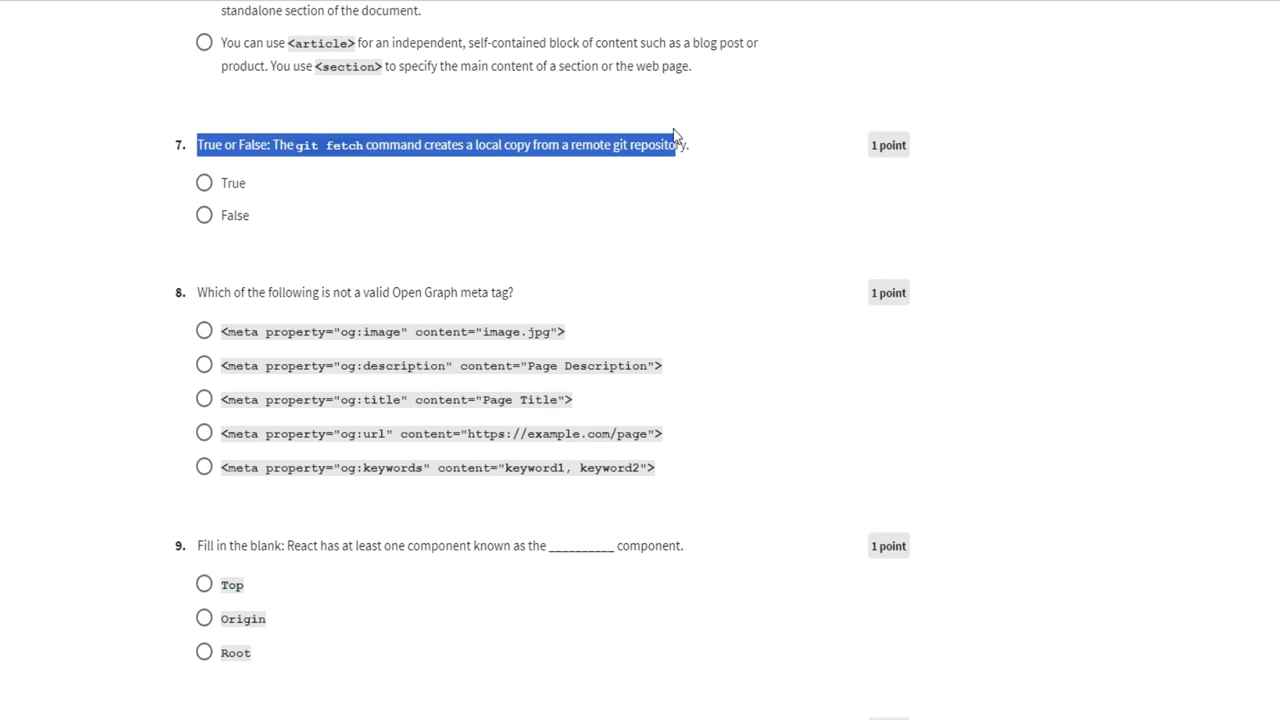 standalone section of the document.
You can use <article> for an independent, self-contained block of content such as a blog post or
product. You use <section> to specify the main content of a section or the web page.
7. True or False: The git fetch command creates a local copy from a remote git repository. 1 point
True
False
8. Which of the following is not a valid Open Graph meta tag? 1 point
<meta property="og:image" content="image.jpg">
<meta property="og:description" content="Page Description">
<meta property="og:title" content="Page Title">
<meta property="og:url" content="https://example.com/page">
<meta property="og:keywords" content="keyword1, keyword2">
9. Fill in the blank: React has at least one component known as the __________ component. 1 point
Top
Origin
Root